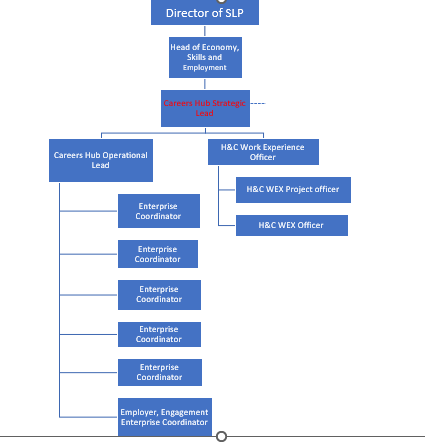 Director of SLP
Head of Economy,
Skills and
Employment
Careers Hub Strategic
Lead
Careers Hub Operational
Lead
H&C Work Experience
Officer
H&C WEX Project officer
H&C WEX Officer
Enterprise
Coordinator
Enterprise
Coordinator
Enterprise
Coordinator
Enterprise
Coordinator
Enterprise
Coordinator
Employer, Engagement
Enterprise Coordinator